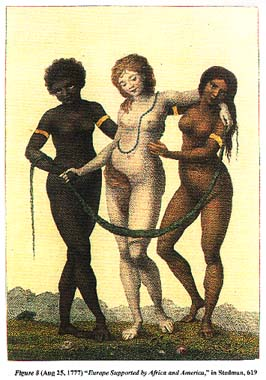 Figure 8 (Aug 25, 1777) "Europe Supported by Africa and America," in Stedman, 619